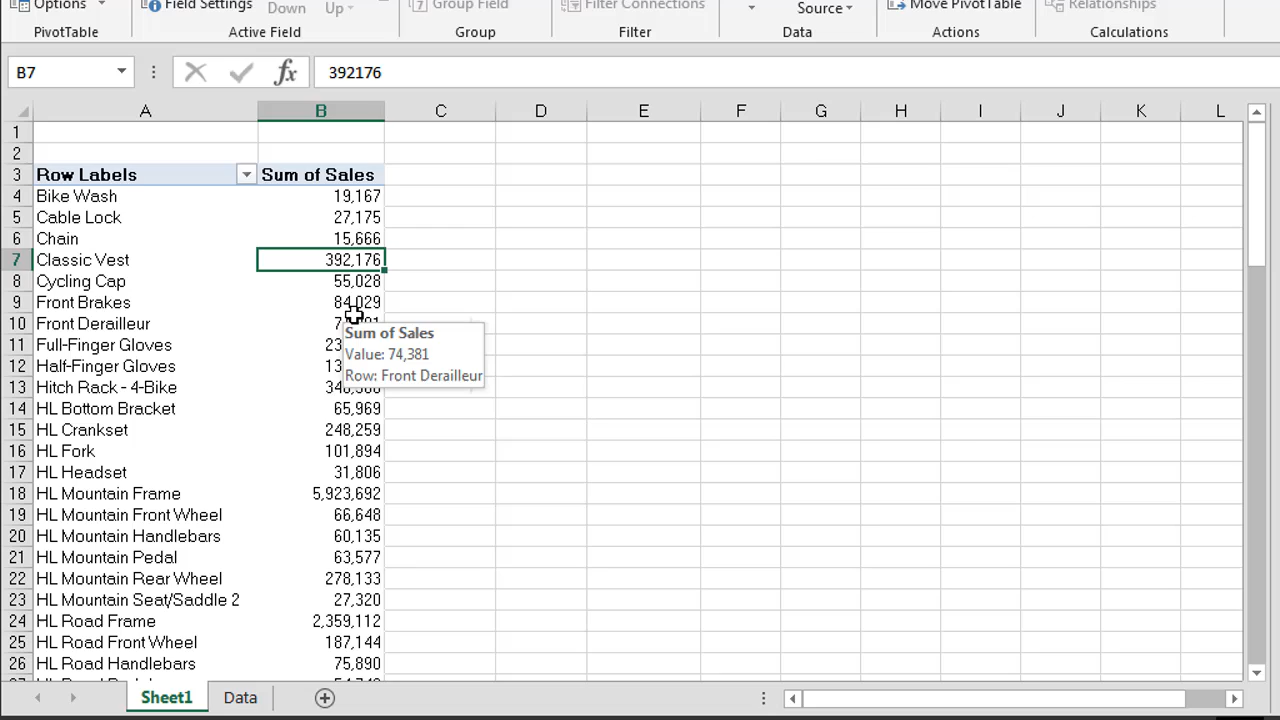 Options Field Settings Down Up Group Field Filter Connections Source Move PivotTable Relationships
PivotTable Active Field Group Filter Data Actions Calculations
B7 fx 392176
A B C D E F G H I J K L
1
2
3 Row Labels Sum of Sales
4 Bike Wash 19,167
5 Cable Lock 27,175
6 Chain 15,666
7 Classic Vest 392,176
8 Cycling Cap 55,028
9 Front Brakes 84,029
10 Front Derailleur
Sum of Sales
Value: 74,381
Row: Front Derailleur
11 Full-Finger Gloves
12 Half-Finger Gloves
13 Hitch Rack - 4-Bike
14 HL Bottom Bracket 65,969
15 HL Crankset 248,259
16 HL Fork 101,894
17 HL Headset 31,806
18 HL Mountain Frame 5,923,692
19 HL Mountain Front Wheel 66,648
20 HL Mountain Handlebars 60,135
21 HL Mountain Pedal 63,577
22 HL Mountain Rear Wheel 278,133
23 HL Mountain Seat/Saddle 2 27,320
24 HL Road Frame 2,359,112
25 HL Road Front Wheel 187,144
26 HL Road Handlebars 75,890
Sheet1 Data